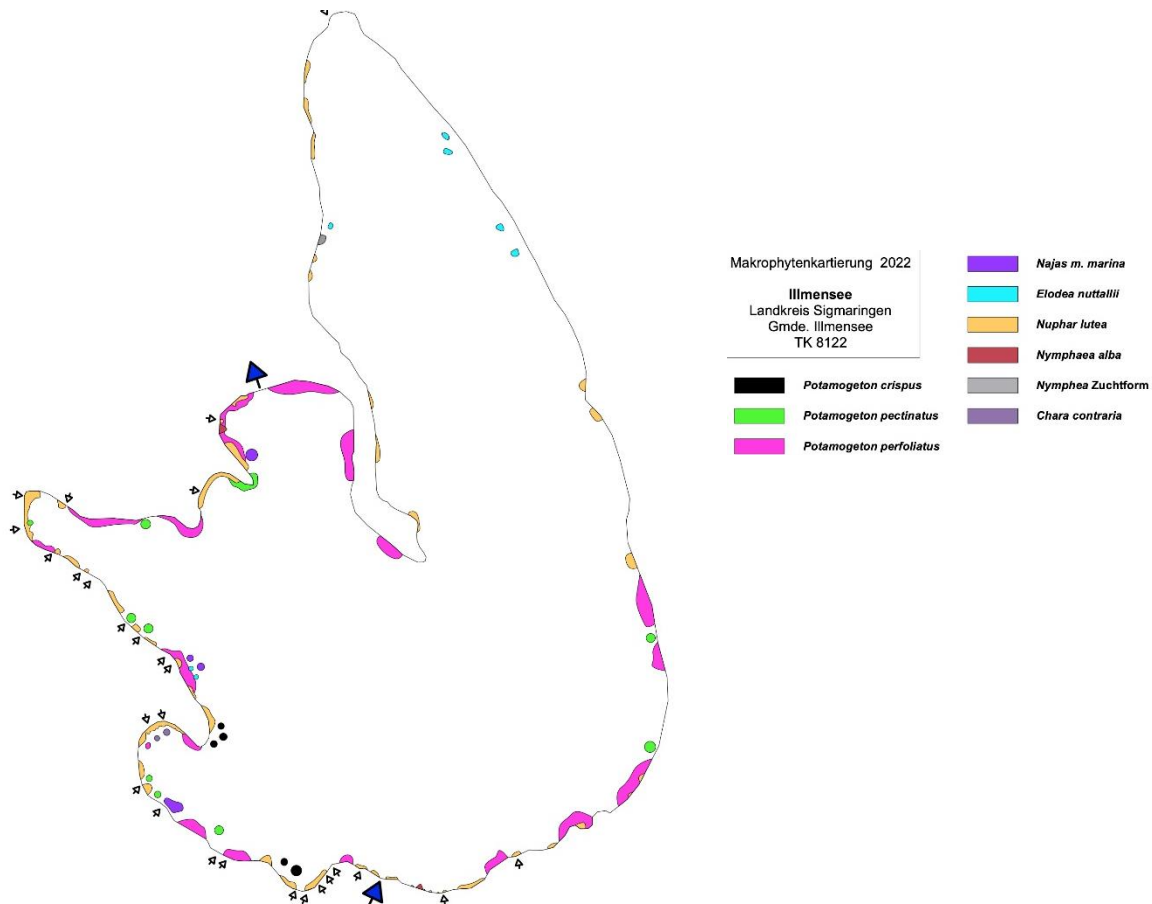 Makrophytenkartierung 2022
Illmensee
Landkreis Sigmaringen
Gmde. Illmensee
TK 8122
Potamogeton crispus
Potamogeton pectinatus
Potamogeton perfoliatus
Najas m. marina
Elodea nuttallii
Nuphar lutea
Nymphaea alba
Nymphea Zuchtform
Chara contraria